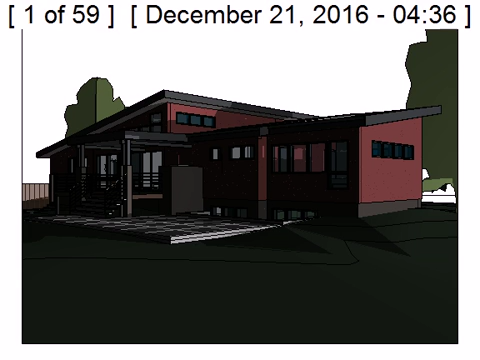 [ 1 of 59 ] [ December 21, 2016 - 04:36 ]